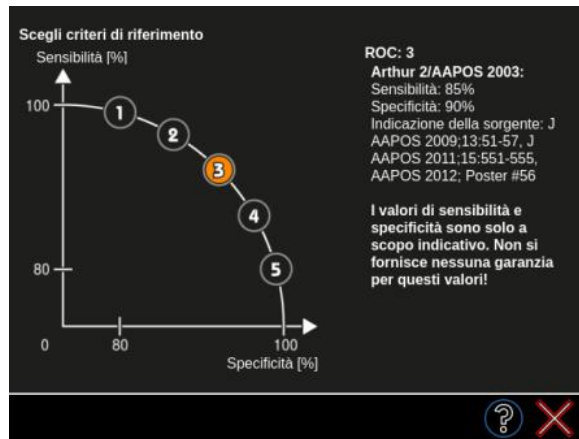 Scegli criteri di riferimento
Sensibilità [%]
100
1
2
3
4
5
80
0
80
100
Specificità [%]
ROC: 3
Arthur 2/AAPOS 2003:
Sensibilità: 85%
Specificità: 90%
Indicazione della sorgente: J
AAPOS 2009;13:51-57, J
AAPOS 2011;15:551-555,
AAPOS 2012; Poster #56
I valori di sensibilità e
specificità sono solo a
scopo indicativo. Non si
fornisce nessuna garanzia
per questi valori!
?